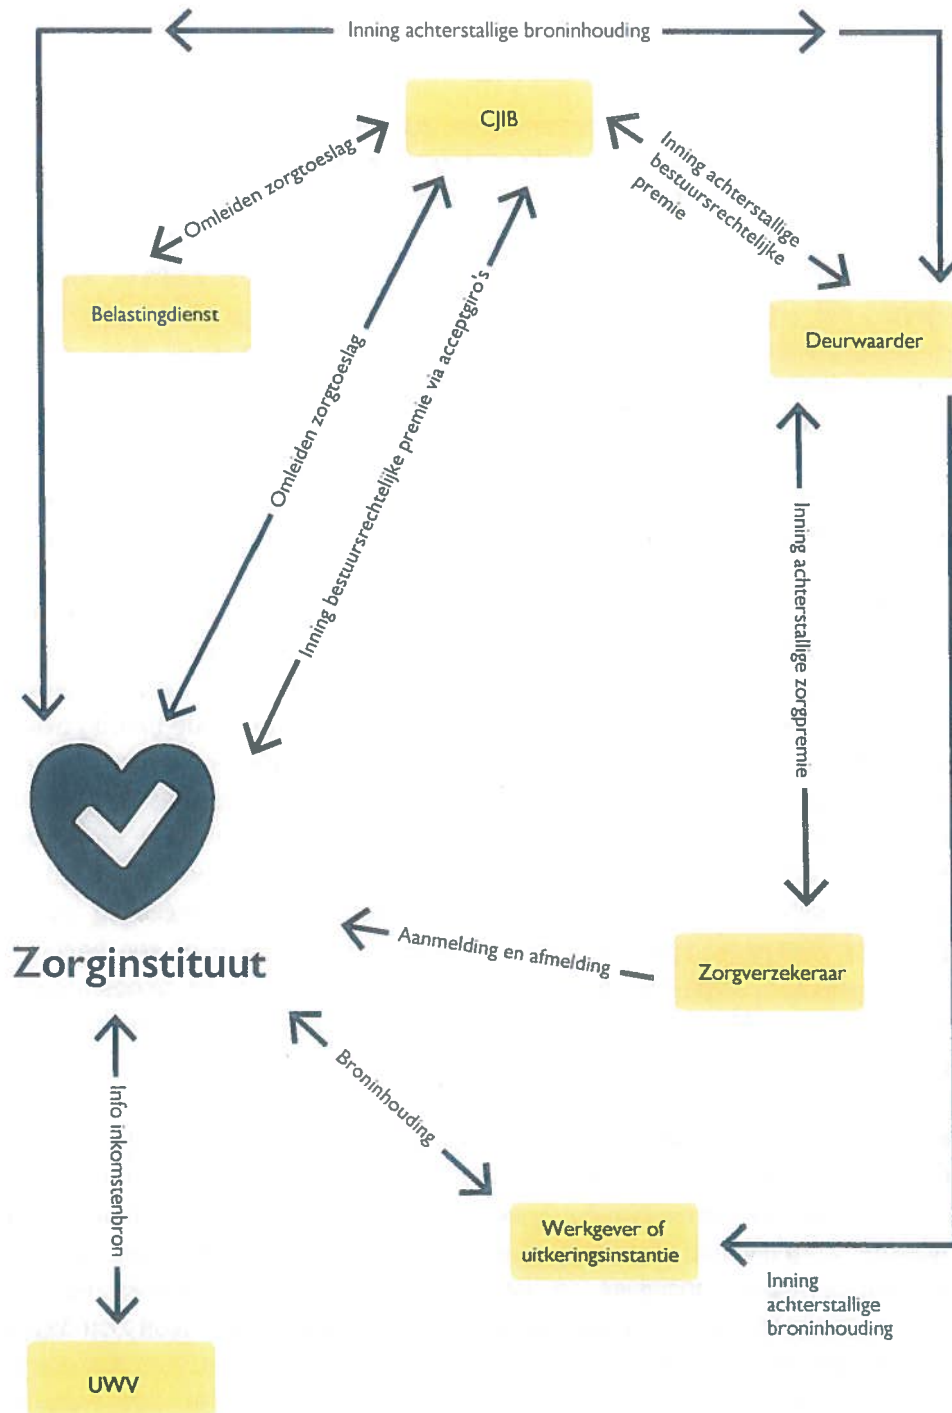 Inning achterstallige broninhouding
CJIB
Omleiden zorgtoeslag
Inning achterstallige
bestuursrechtelijke
premie
Belastingdienst
Deurwaarder
Omleiden zorgtoeslag
Inning bestuursrechtelijke premie via acceptgiro's
Inning achterstallige zorgpremie
Zorginstituut
Aanmelding en afmelding
Zorgverzekeraar
Broninhouding
Info inkomstenbron
Werkgever of
uitkeringsinstantie
Inning
achterstallige
broninhouding
UWV